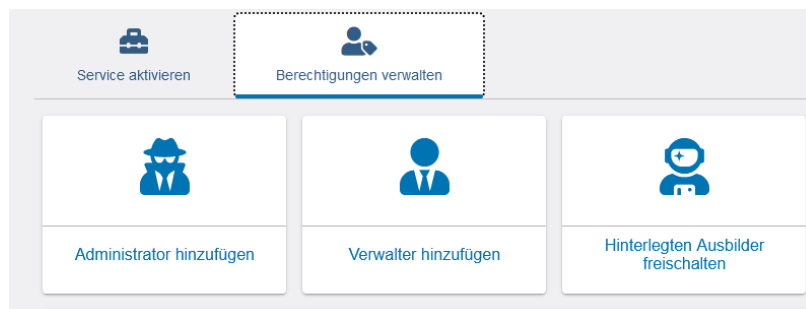 Service aktivieren
Berechtigungen verwalten
Administrator hinzufügen
Verwalter hinzufügen
Hinterlegten Ausbilder
freischalten